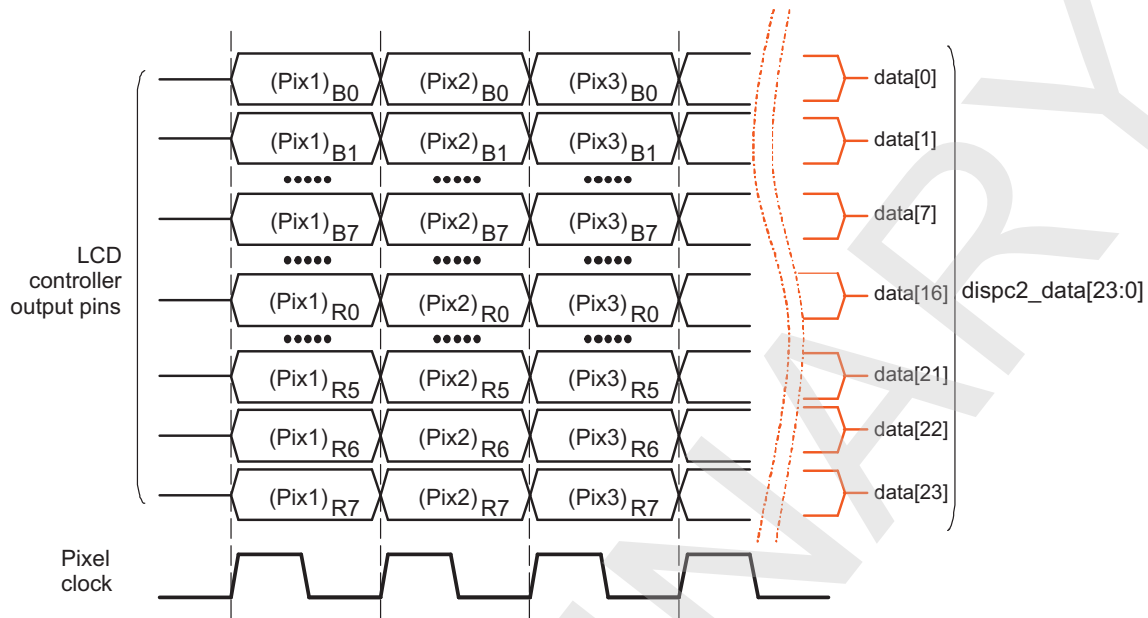 (Pix1)B0 (Pix2)B0 (Pix3)B0 data[0]
(Pix1)B1 (Pix2)B1 (Pix3)B1 data[1]
(Pix1)B7 (Pix2)B7 (Pix3)B7 data[7]
LCD
controller
output pins
(Pix1)R0 (Pix2)R0 (Pix3)R0 data[16] dispc2_data[23:0]
(Pix1)R5 (Pix2)R5 (Pix3)R5 data[21]
(Pix1)R6 (Pix2)R6 (Pix3)R6 data[22]
(Pix1)R7 (Pix2)R7 (Pix3)R7 data[23]
Pixel
clock
NARY